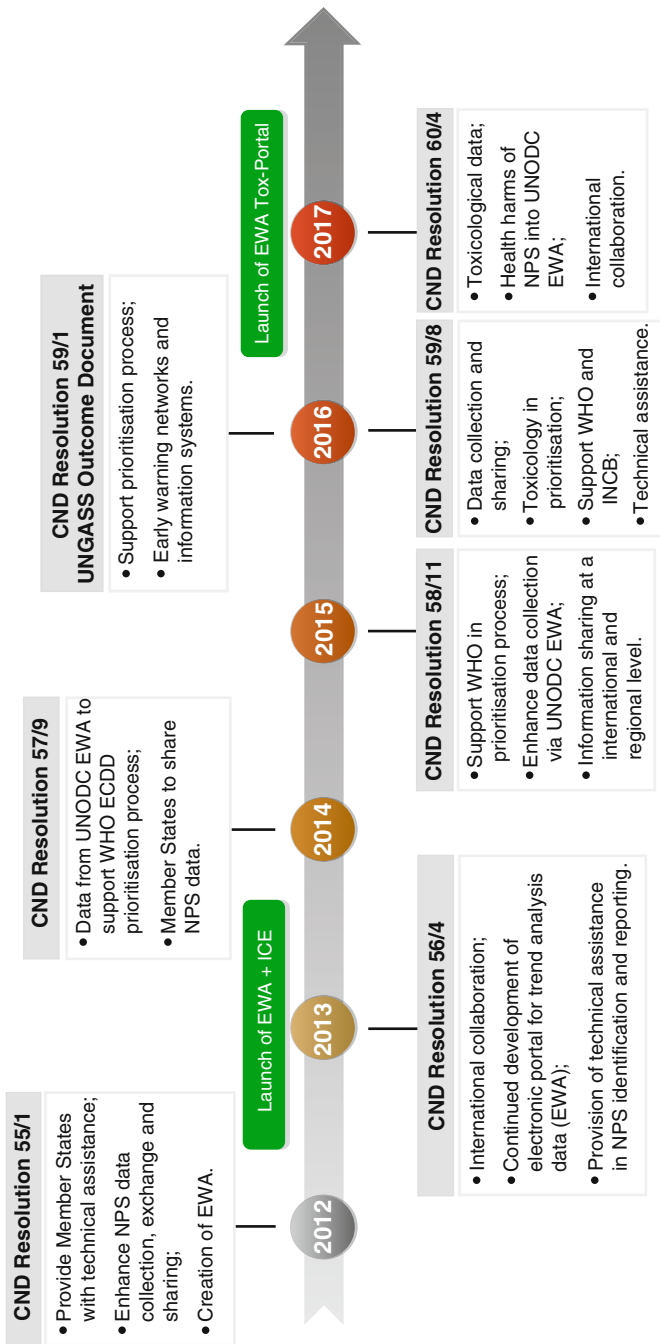 CND Resolution 55/1
• Provide Member States
with technical assistance;
• Enhance NPS data
collection, exchange and
sharing;
• Creation of EWA.
CND Resolution 57/9
• Data from UNODC EWA to
support WHO ECDD
prioritisation process;
• Member States to share
NPS data.
CND Resolution 59/1
UNGASS Outcome Document
• Support prioritisation process;
• Early warning networks and
information systems.
Launch of EWA + ICE
Launch of EWA Tox-Portal
2012
2013
2014
2015
2016
2017
CND Resolution 56/4
• International collaboration;
• Continued development of
electronic portal for trend analysis
data (EWA);
• Provision of technical assistance
in NPS identification and reporting.
CND Resolution 58/11
• Support WHO in
prioritisation process;
• Enhance data collection
via UNODC EWA;
• Information sharing at a
international and
regional level.
CND Resolution 59/8
• Data collection and
sharing;
• Toxicology in
prioritisation;
• Support WHO and
INCB;
• Technical assistance.
CND Resolution 60/4
• Toxicological data;
• Health harms of
NPS into UNODC
EWA;
• International
collaboration.